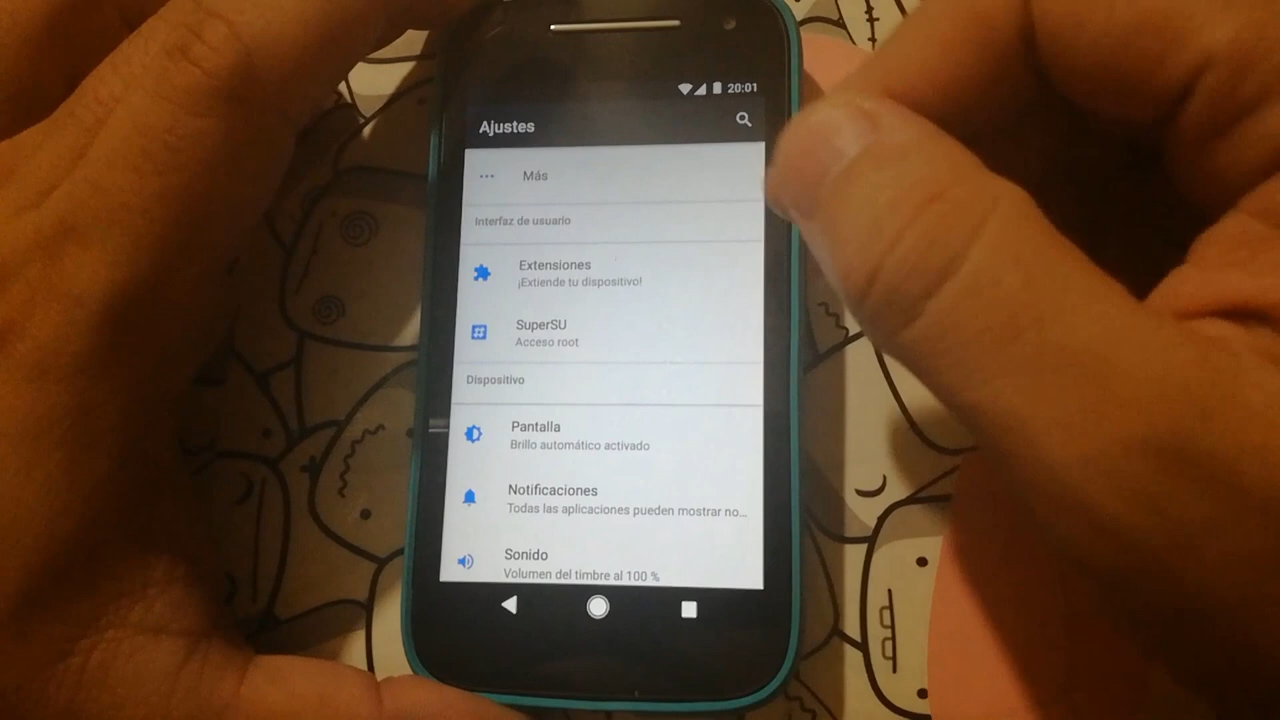 20:01
Ajustes
Más
Interfaz de usuario
Extensiones
¡Extiende tu dispositivo!
SuperSU
Acceso root
Dispositivo
Pantalla
Brillo automático activado
Notificaciones
Todas las aplicaciones pueden mostrar no...
Sonido
Volumen del timbre al 100 %